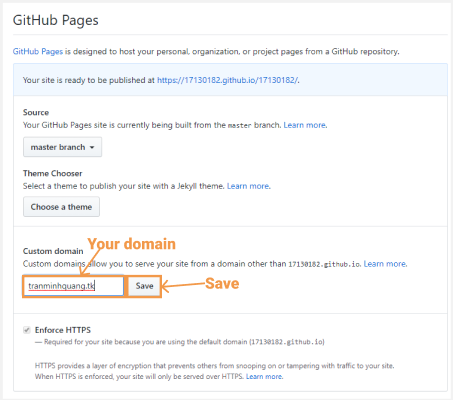 GitHub Pages
GitHub Pages is designed to host your personal, organization, or project pages from a GitHub repository.
Your site is ready to be published at https://17130182.github.io/17130182/.
Source
Your GitHub Pages site is currently being built from the master branch. Learn more.
master branch
Theme Chooser
Select a theme to publish your site with a Jekyll theme. Learn more.
Choose a theme
Your domain
Custom domain
Custom domains allow you to serve your site from a domain other than 17130182.github.io. Learn more.
tranminhguang.tk
Save
Save
Enforce HTTPS
— Required for your site because you are using the default domain (17130182.github.io)
HTTPS provides a layer of encryption that prevents others from snooping on or tampering with traffic to your site.
When HTTPS is enforced, your site will only be served over HTTPS. Learn more.